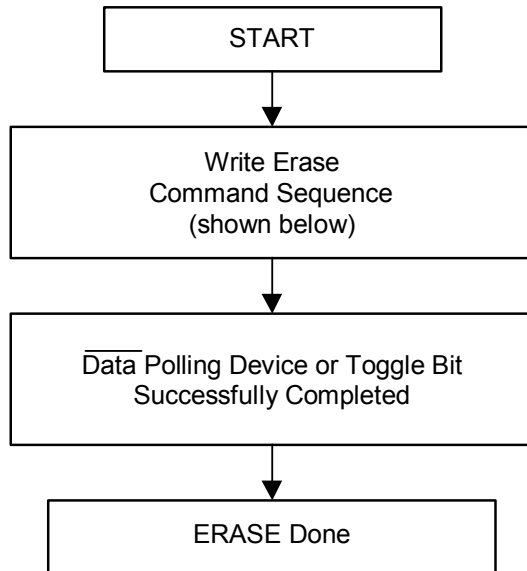 START
Write Erase
Command Sequence
(shown below)
Data Polling Device or Toggle Bit
Successfully Completed
ERASE Done